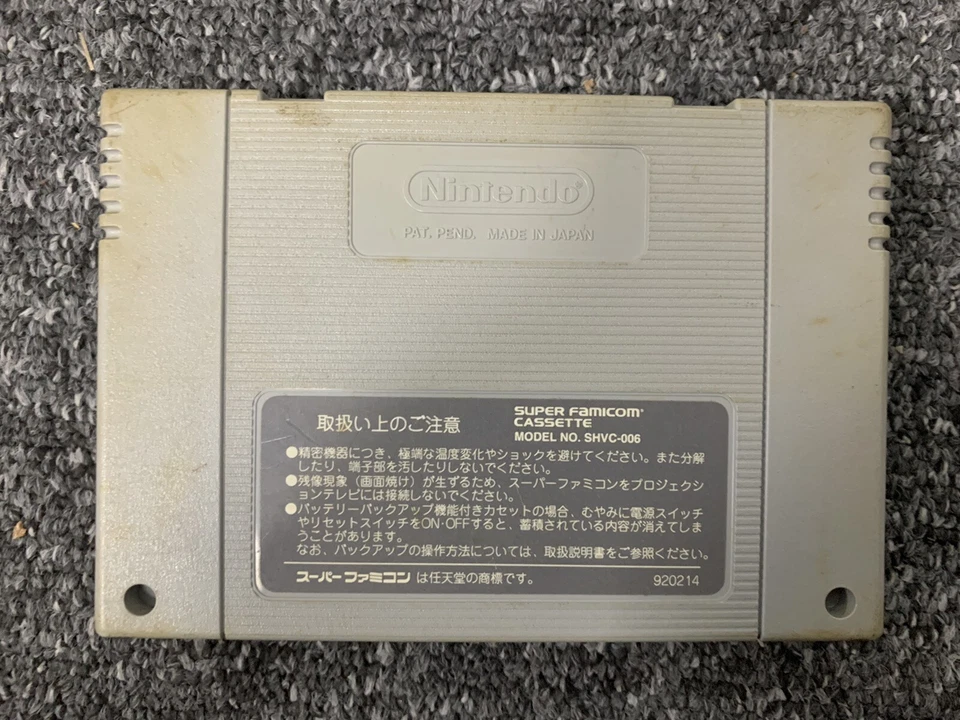 Nintendo®
PAT. PEND. MADE IN JAPAN
取扱い上のご注意
SUPER FAMICOM
CASSETTE
MODEL NO. SHVC-006
●精密機器につき、極端な温度変化やショックを避けてください。また分解
したり、端子部を汚したりしないでください。
●残像現象（画面焼け）が生ずるため、スーパーファミコンをプロジェクシ
ョンテレビには接続しないでください。
●バッテリーバックアップ機能付きカセットの場合、むやみに電源スイッチ
やリセットスイッチをON・OFFすると、蓄積されている内容が消えてしま
うことがあります。
なお、バックアップの操作方法については、取扱説明書をご参照ください。
スーパーファミコン は任天堂の商標です。
920214